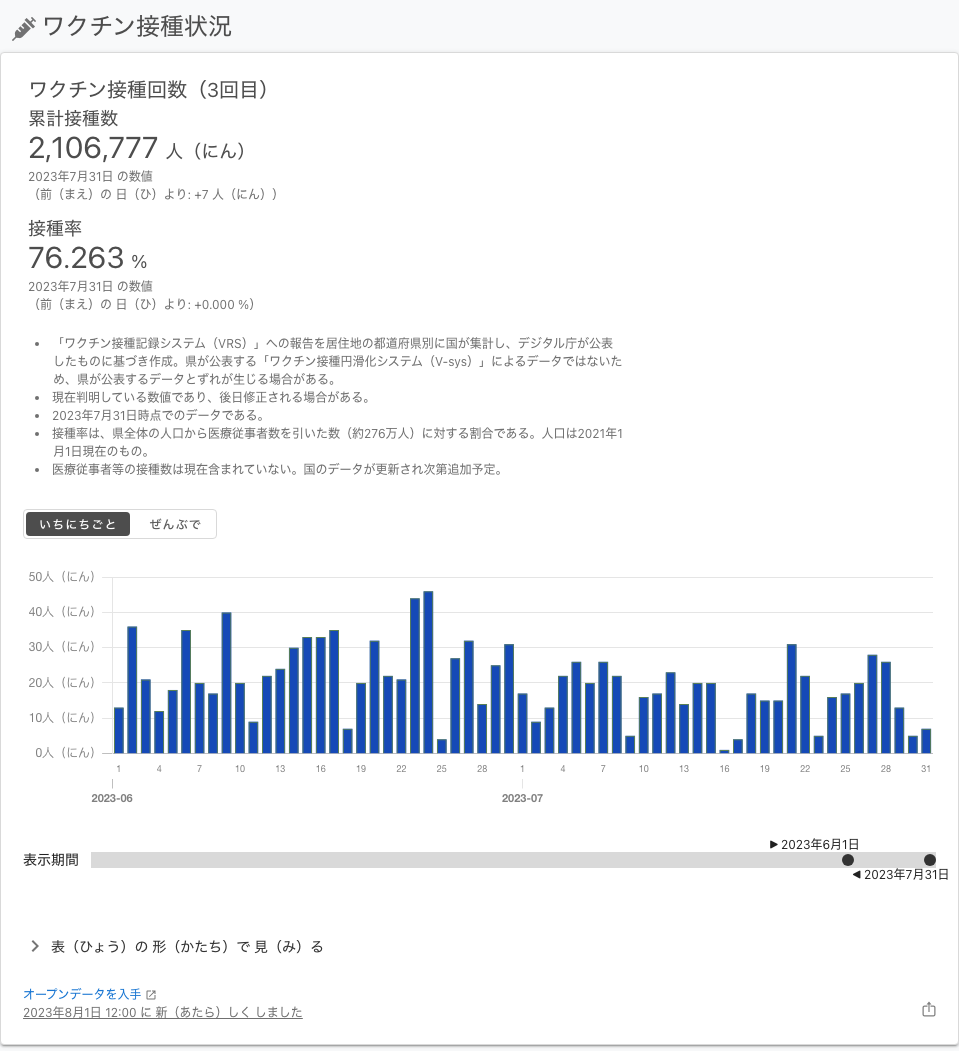 ワクチン接種状況
ワクチン接種回数（3回目）
累計接種数
2,106,777 人（にん）
2023年7月31日 の数値
（前（まえ）の 日（ひ）より: +7 人（にん））
接種率
76.263 %
2023年7月31日 の数値
（前（まえ）の 日（ひ）より: +0.000 %）
• 「ワクチン接種記録システム（VRS）」への報告を居住地の都道府県別に国が集計し、デジタル庁が公表
したものに基づき作成。県が公表する「ワクチン接種円滑化システム（V-sys）」によるデータではないた
め、県が公表するデータとずれが生じる場合がある。
• 現在判明している数値であり、後日修正される場合がある。
• 2023年7月31日時点でのデータである。
• 接種率は、県全体の人口から医療従事者数を引いた数（約276万人）に対する割合である。人口は2021年1
月1日現在のもの。
• 医療従事者等の接種数は現在含まれていない。国のデータが更新され次第追加予定。
いちにちごと ぜんぶで
50人（にん）
40人（にん）
30人（にん）
20人（にん）
10人（にん）
0人（にん）
1 4 7 10 13 16 19 22 25 28 1 4 7 10 13 16 19 22 25 28 31
2023-06 2023-07
▶ 2023年6月1日
表示期間
◀ 2023年7月31日
表（ひょう）の 形（かたち）で 見（み）る
オープンデータを入手
2023年8月1日 12:00 に 新（あたら）しく しました